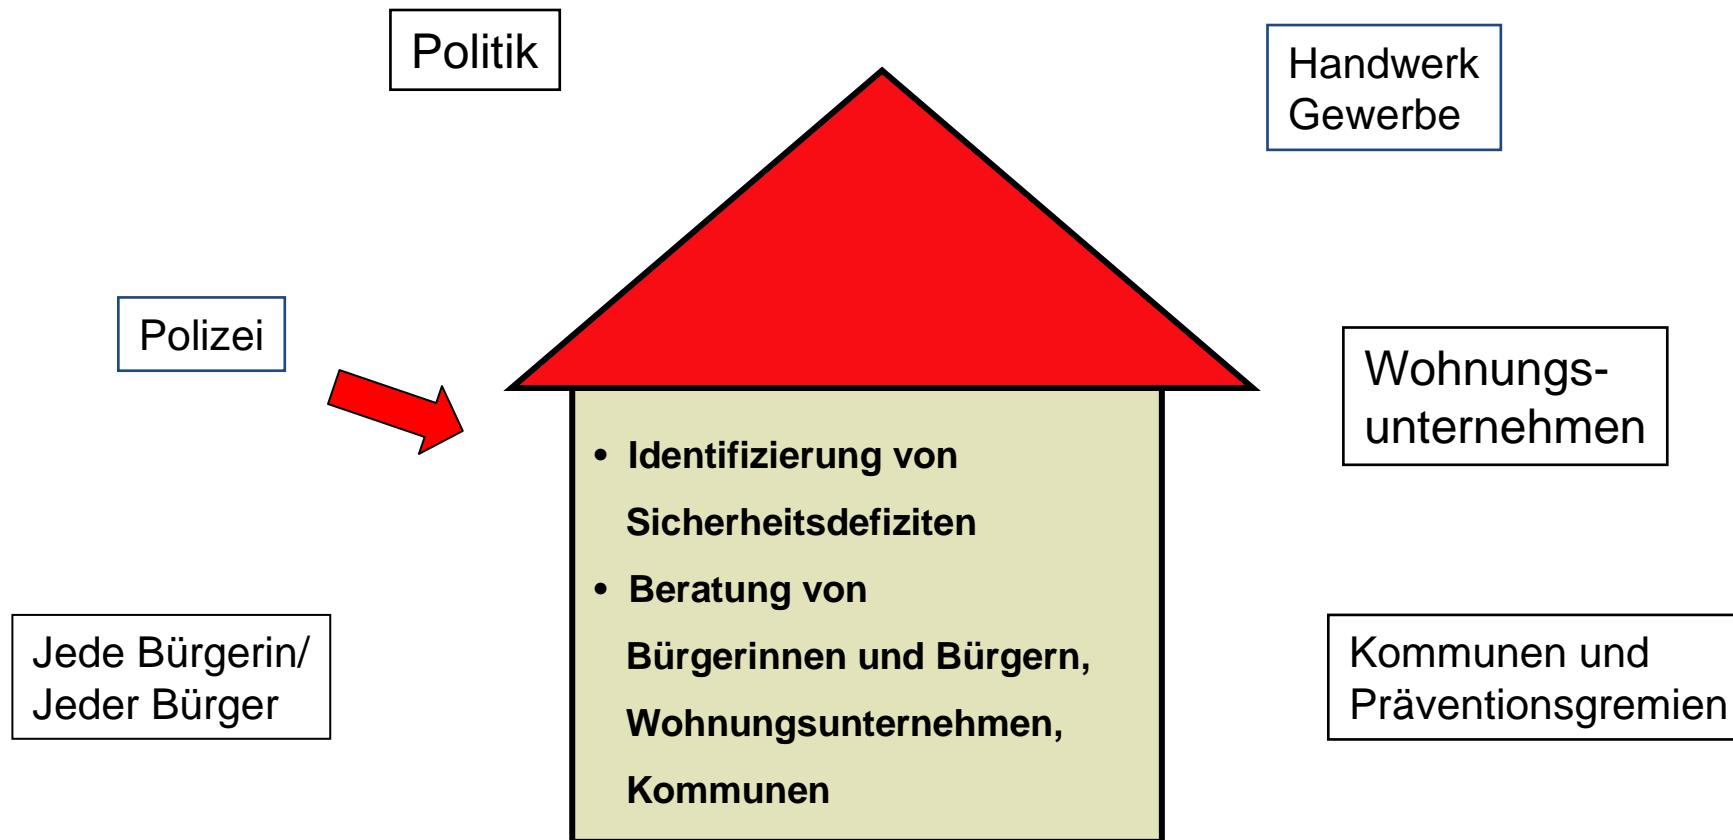 Politik
Handwerk
Gewerbe
Polizei
Wohnungs-
unternehmen
• Identifizierung von
Sicherheitsdefiziten
• Beratung von
Bürgerinnen und Bürgern,
Wohnungsunternehmen,
Kommunen
Jede Bürgerin/
Jeder Bürger
Kommunen und
Präventionsgremien